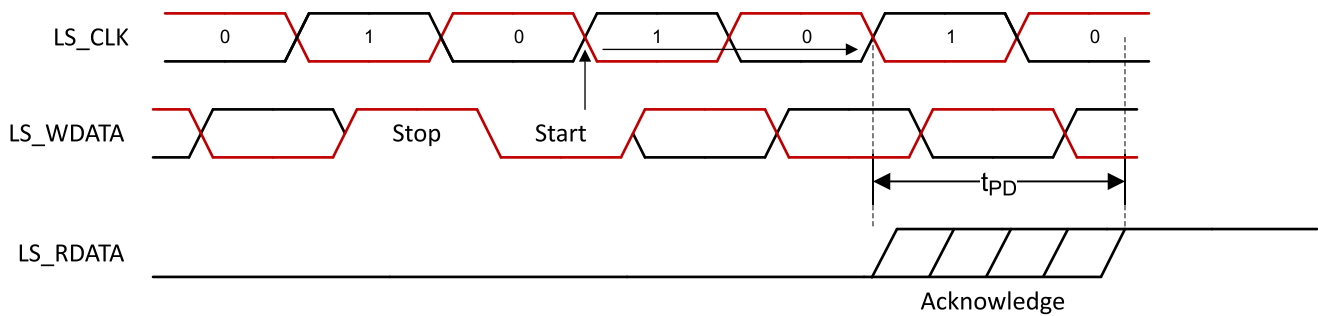 LS_CLK 0 1 0 1 0 1 0
LS_WDATA Stop Start
tPD
LS_RDATA
Acknowledge